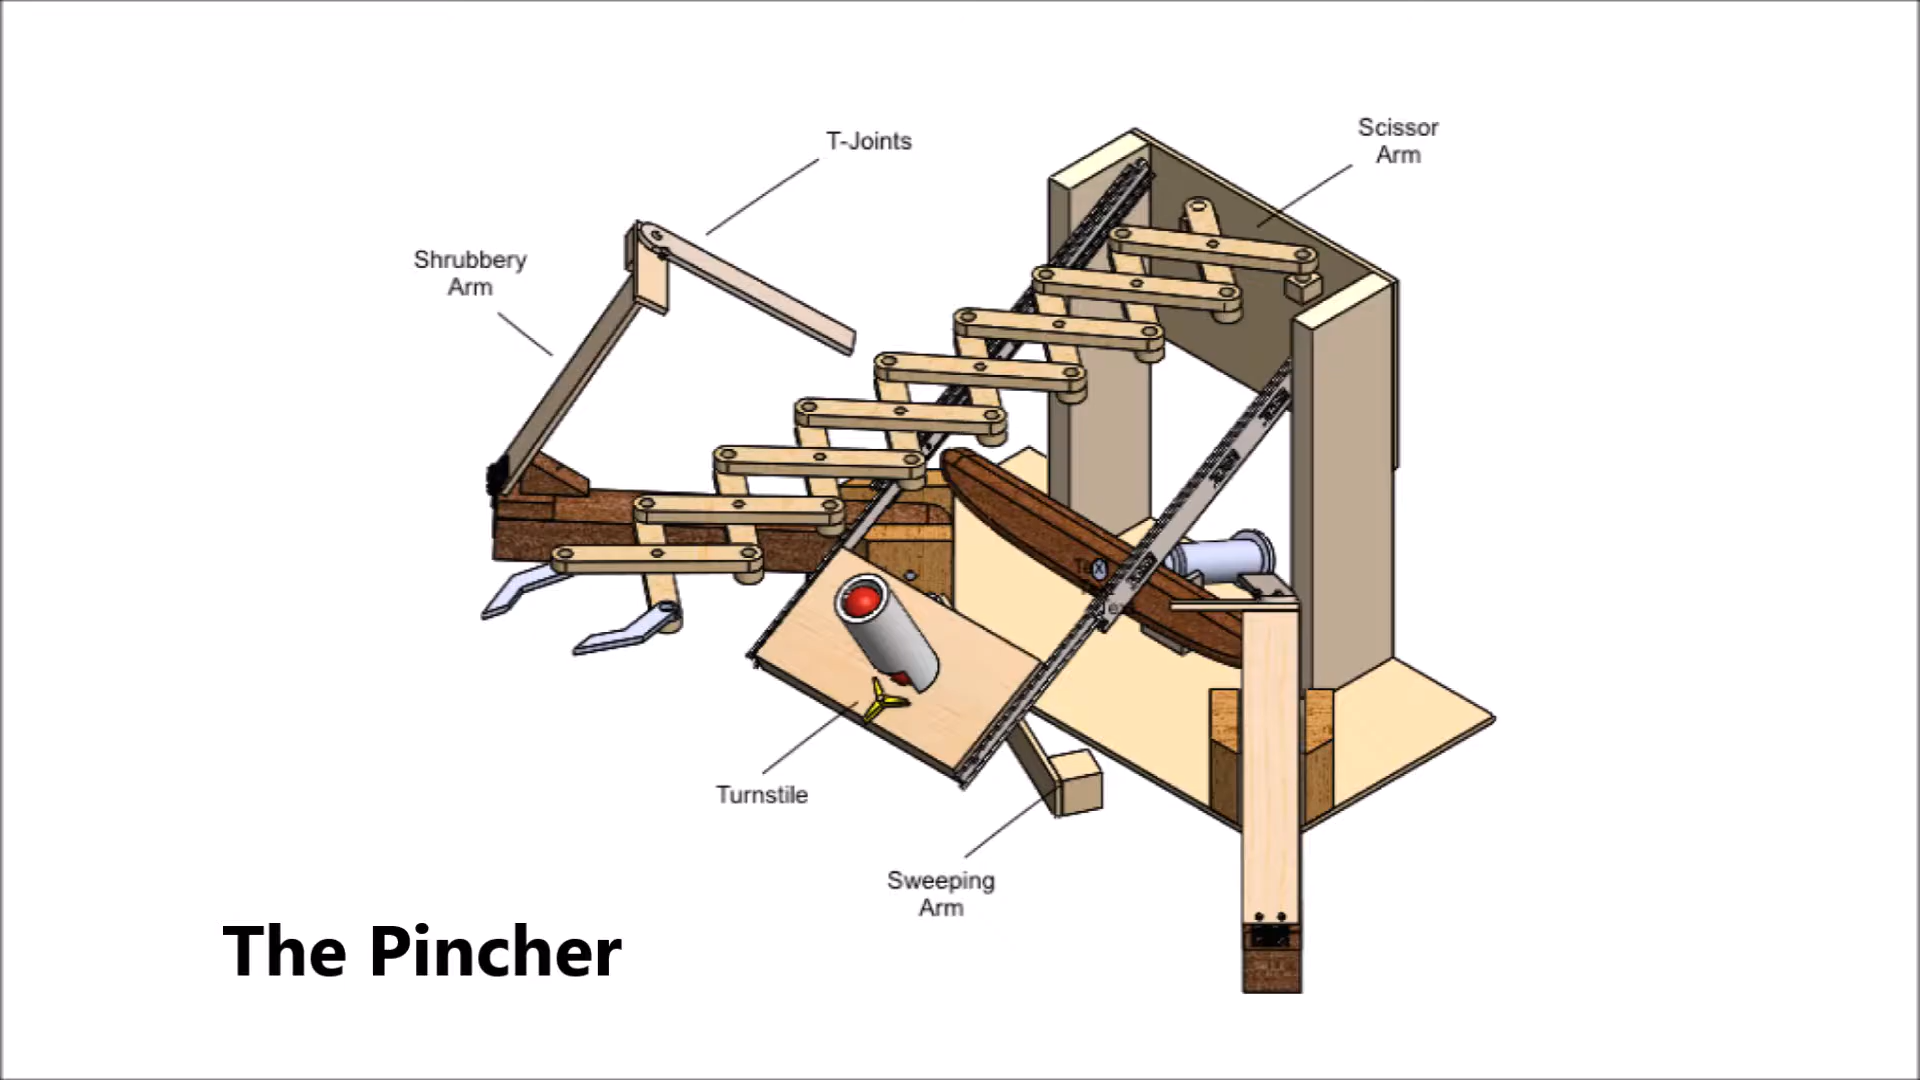 T-Joints
Scissor
Arm
Shrubbery
Arm
Turnstile
Sweeping
Arm
The Pincher